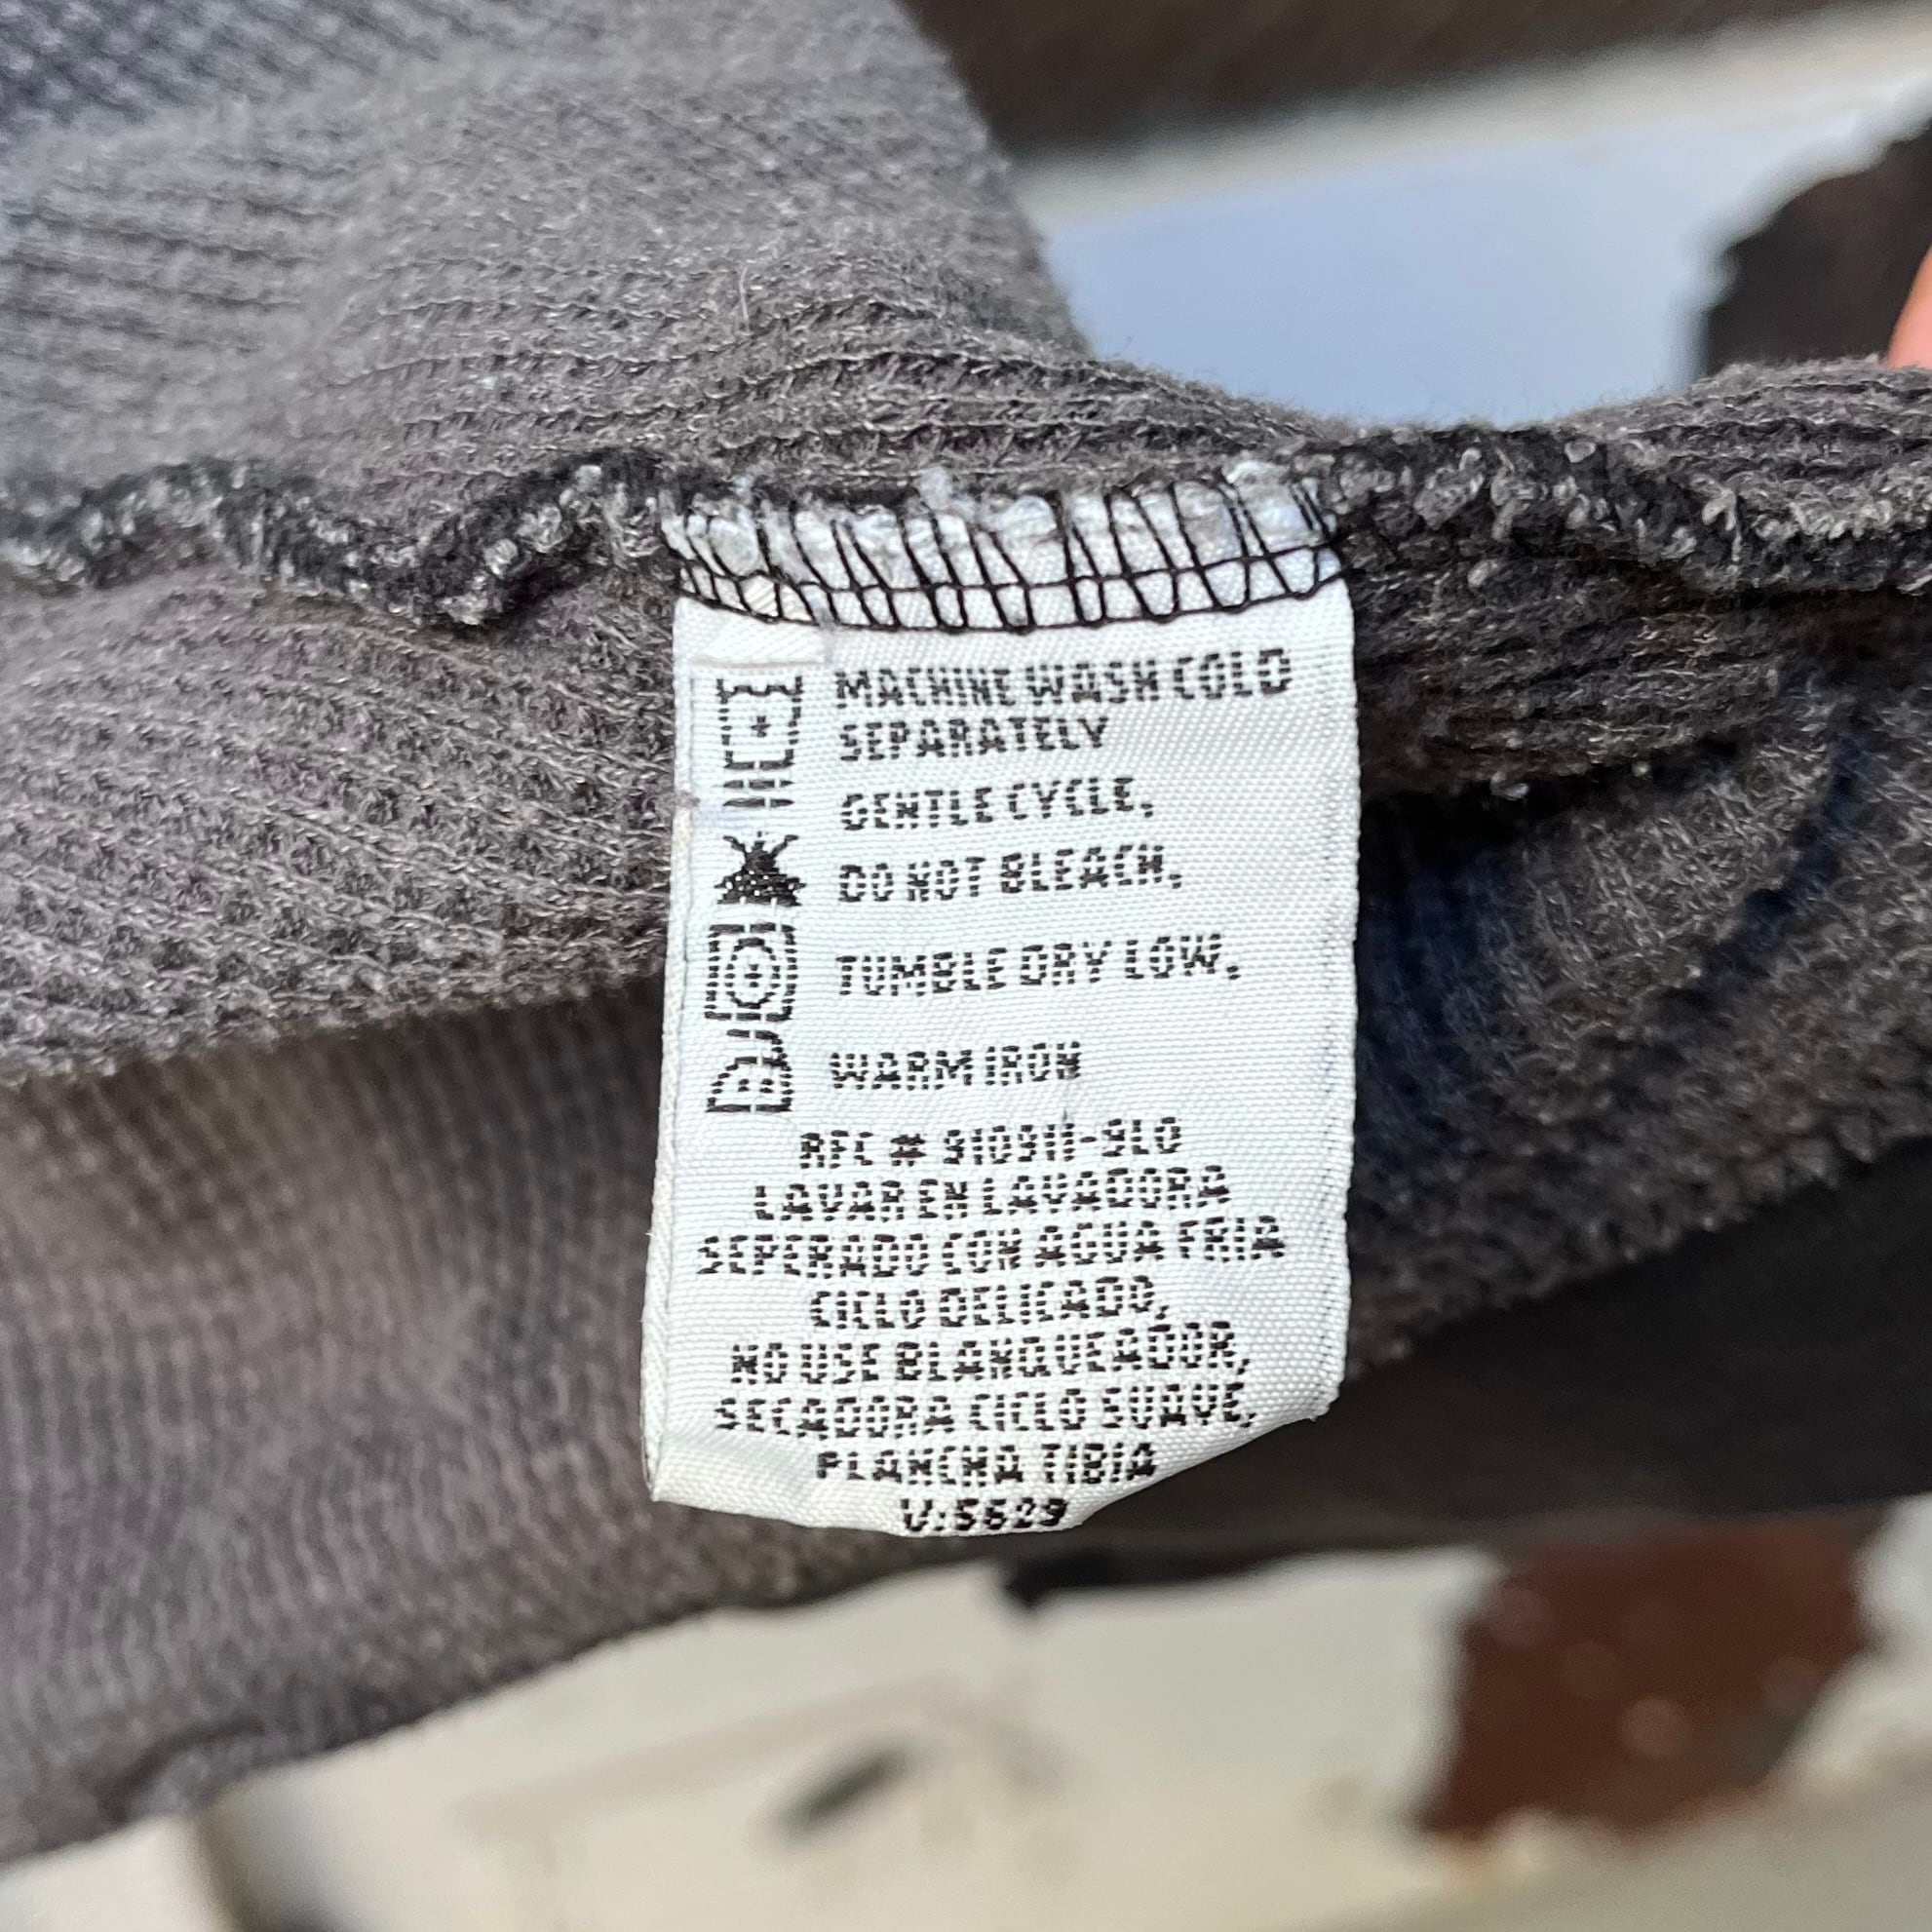 MACHINE WASH COLD
SEPARATELY
GENTLE CYCLE,
DO NOT BLEACH,
TUMBLE DRY LOW,
WARM IRON
RFC # 910911-9L0
LAVAR EN LAVADORA
SEPERADO CON AGUA FRIA
CICLO DELICADO,
NO USE BLANQUEADOR,
SECADORA CICLO SUAVE,
PLANCHA TIBIA
V:5629